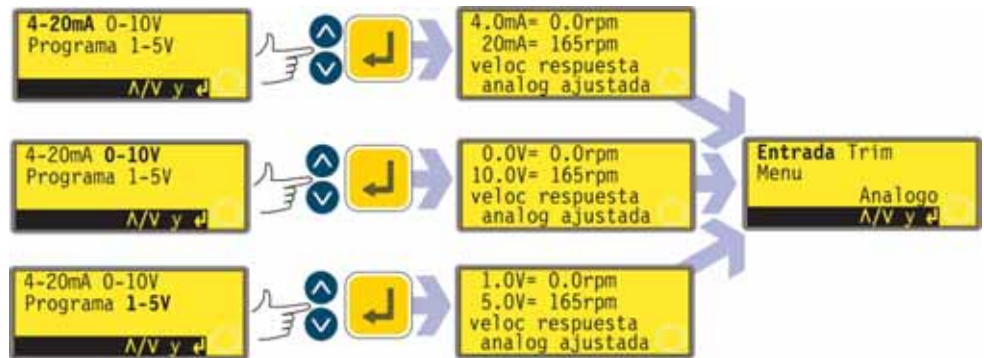 4-20mA 0-10V
Programa 1-5V
Λ/V y ↲
4.0mA= 0.0rpm
20mA= 165rpm
veloc respuesta
analog ajustada
4-20mA 0-10V
Programa 1-5V
Λ/V y ↲
0.0V= 0.0rpm
10.0V= 165rpm
veloc respuesta
analog ajustada
Entrada Trim
Menu
Analogo
Λ/V y ↲
4-20mA 0-10V
Programa 1-5V
Λ/V y ↲
1.0V= 0.0rpm
5.0V= 165rpm
veloc respuesta
analog ajustada